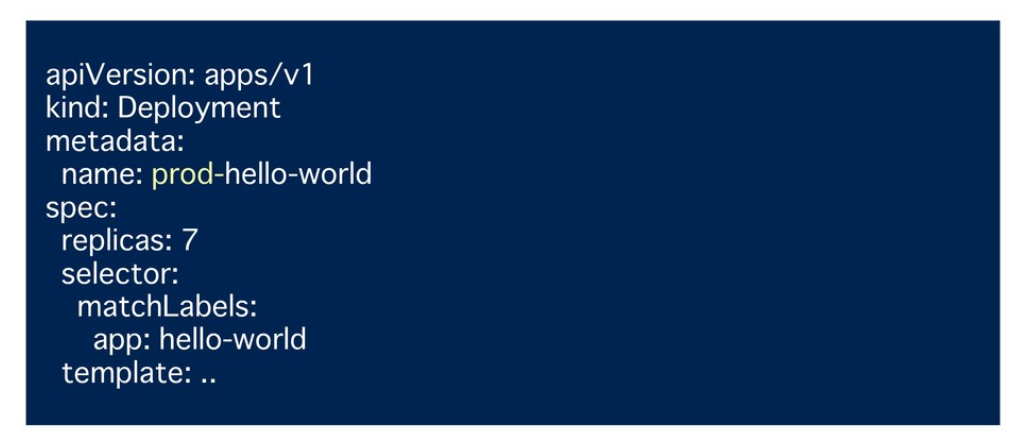 apiVersion: apps/v1
kind: Deployment
metadata:
  name: prod-hello-world
spec:
  replicas: 7
  selector:
    matchLabels:
      app: hello-world
  template: ..